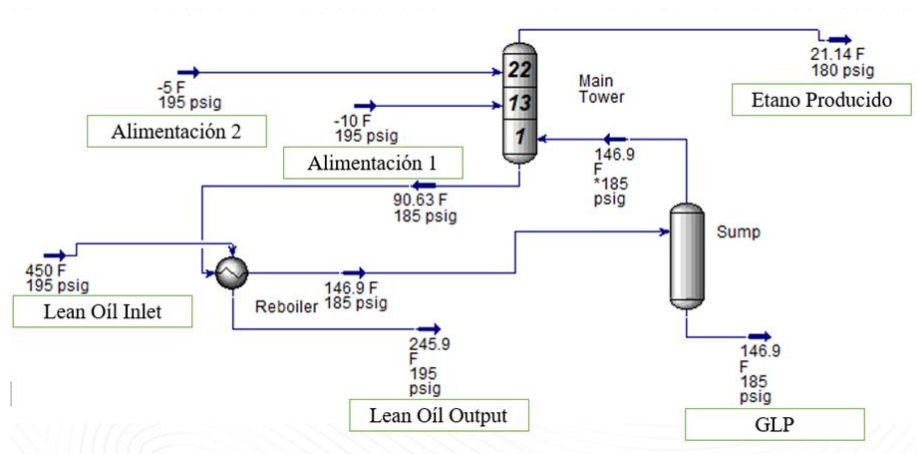 21.14 F
180 psig
Etano Producido
22
13
1
Main
Tower
-5 F
195 psig
Alimentación 2
-10 F
195 psig
Alimentación 1
146.9
F
*185
psig
90.63 F
185 psig
Sump
450 F
195 psig
Lean Oíl Inlet
Reboiler
146.9 F
185 psig
245.9
F
195
psig
Lean Oíl Output
146.9
F
185
psig
GLP